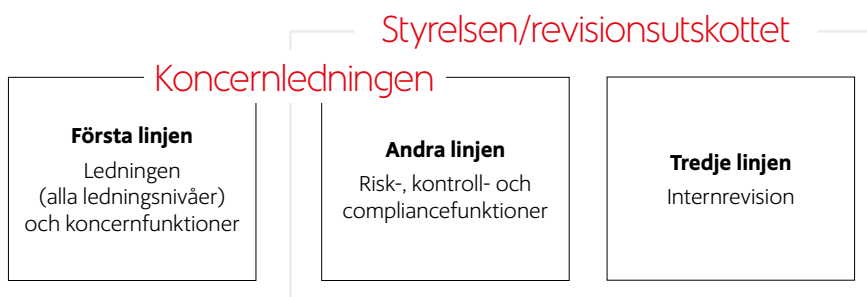 Styrelsen/revisionsutskottet
Koncernledningen
Första linjen
Ledningen
(alla ledningsnivåer)
och koncernfunktioner
Andra linjen
Risk-, kontroll- och
compliancefunktioner
Tredje linjen
Internrevision